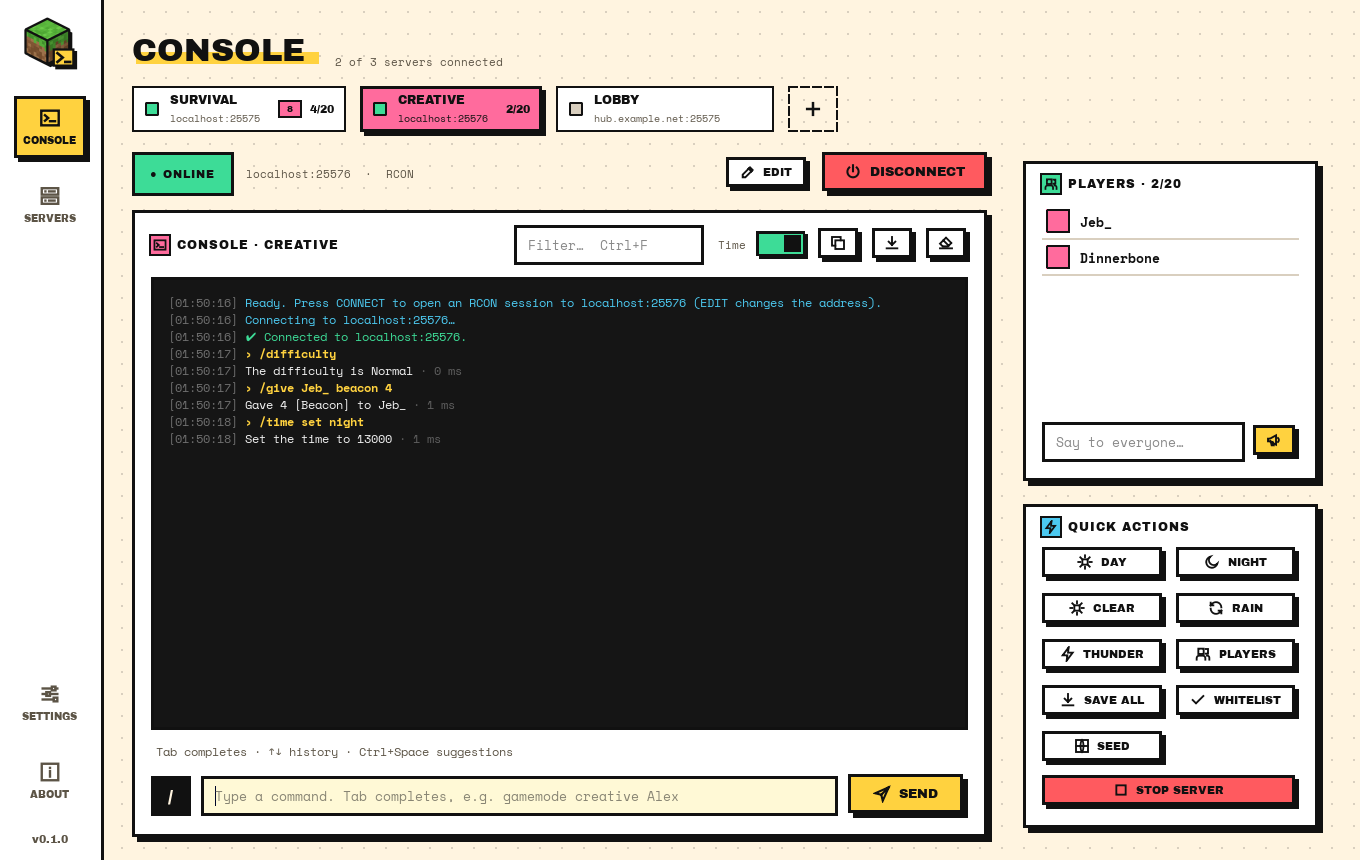 CONSOLE
2 of 3 servers connected
SURVIVAL
localhost:25575
8
4/20
CREATIVE
localhost:25576
2/20
LOBBY
hub.example.net:25575
+
CONSOLE
SERVERS
SETTINGS
ABOUT
v0.1.0
• ONLINE
localhost:25576 · RCON
EDIT
DISCONNECT
CONSOLE · CREATIVE
Filter… Ctrl+F
Time
[01:50:16] Ready. Press CONNECT to open an RCON session to localhost:25576 (EDIT changes the address).
[01:50:16] Connecting to localhost:25576…
[01:50:16] ✔ Connected to localhost:25576.
[01:50:17] › /difficulty
[01:50:17] The difficulty is Normal · 0 ms
[01:50:17] › /give Jeb_ beacon 4
[01:50:17] Gave 4 [Beacon] to Jeb_ · 1 ms
[01:50:18] › /time set night
[01:50:18] Set the time to 13000 · 1 ms
Tab completes · ↑↓ history · Ctrl+Space suggestions
/
Type a command. Tab completes, e.g. gamemode creative Alex
SEND
PLAYERS · 2/20
Jeb_
Dinnerbone
Say to everyone…
QUICK ACTIONS
DAY
NIGHT
CLEAR
RAIN
THUNDER
PLAYERS
SAVE ALL
WHITELIST
SEED
STOP SERVER